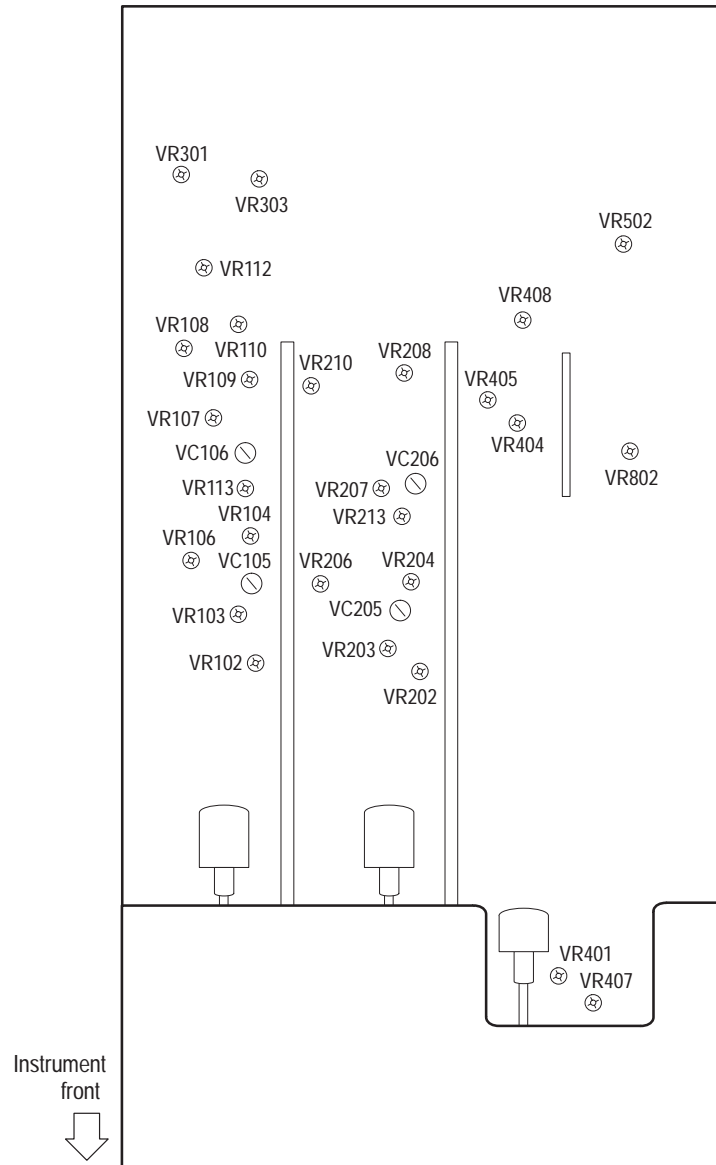 VR301
VR303
VR502
VR112
VR408
VR108
VR110
VR208
VR210
VR109
VR405
VR107
VR404
VC106
VC206
VR802
VR113
VR207
VR104
VR213
VR106
VC105
VR206
VR204
VC205
VR103
VR203
VR102
VR202
VR401
VR407
Instrument
front